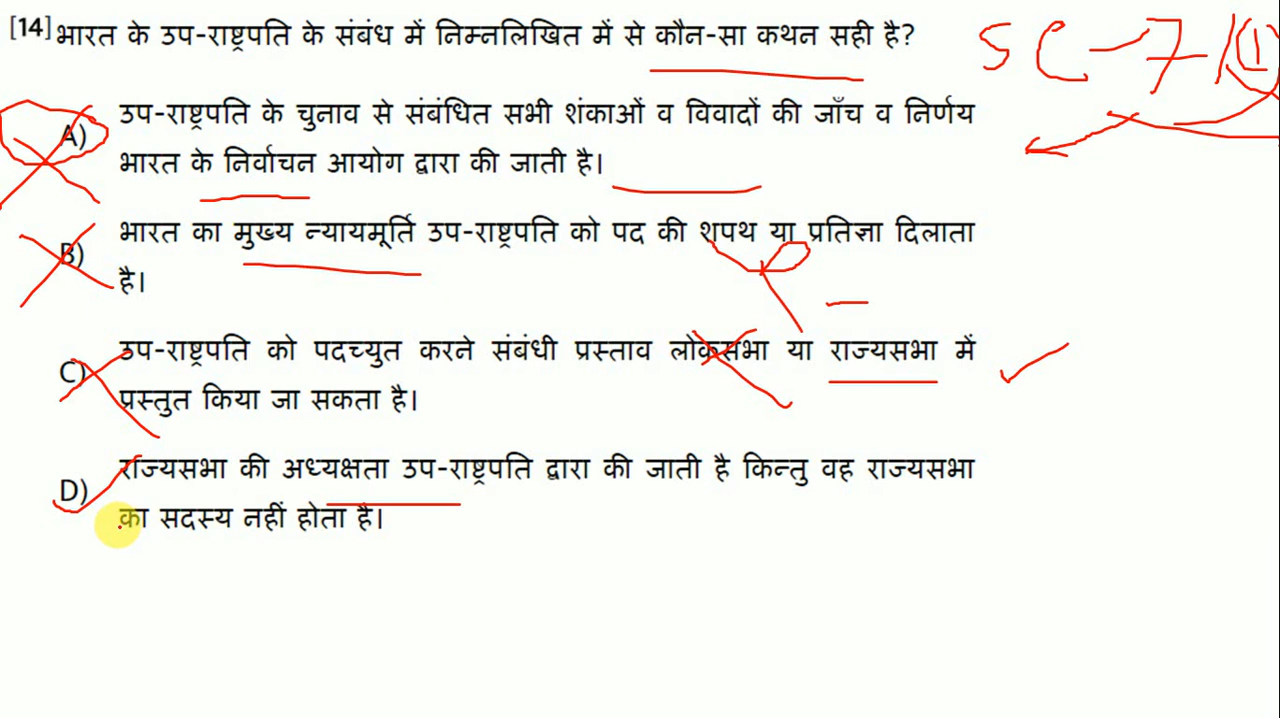 [14] भारत के उप-राष्ट्रपति के संबंध में निम्नलिखित में से कौन-सा कथन सही है?
SC-7
A) उप-राष्ट्रपति के चुनाव से संबंधित सभी शंकाओं व विवादों की जाँच व निर्णय
भारत के निर्वाचन आयोग द्वारा की जाती है।
B) भारत का मुख्य न्यायमूर्ति उप-राष्ट्रपति को पद की शपथ या प्रतिज्ञा दिलाता
है।
C) उप-राष्ट्रपति को पदच्युत करने संबंधी प्रस्ताव लोकसभा या राज्यसभा में
प्रस्तुत किया जा सकता है।
D) राज्यसभा की अध्यक्षता उप-राष्ट्रपति द्वारा की जाती है किन्तु वह राज्यसभा
का सदस्य नहीं होता है।